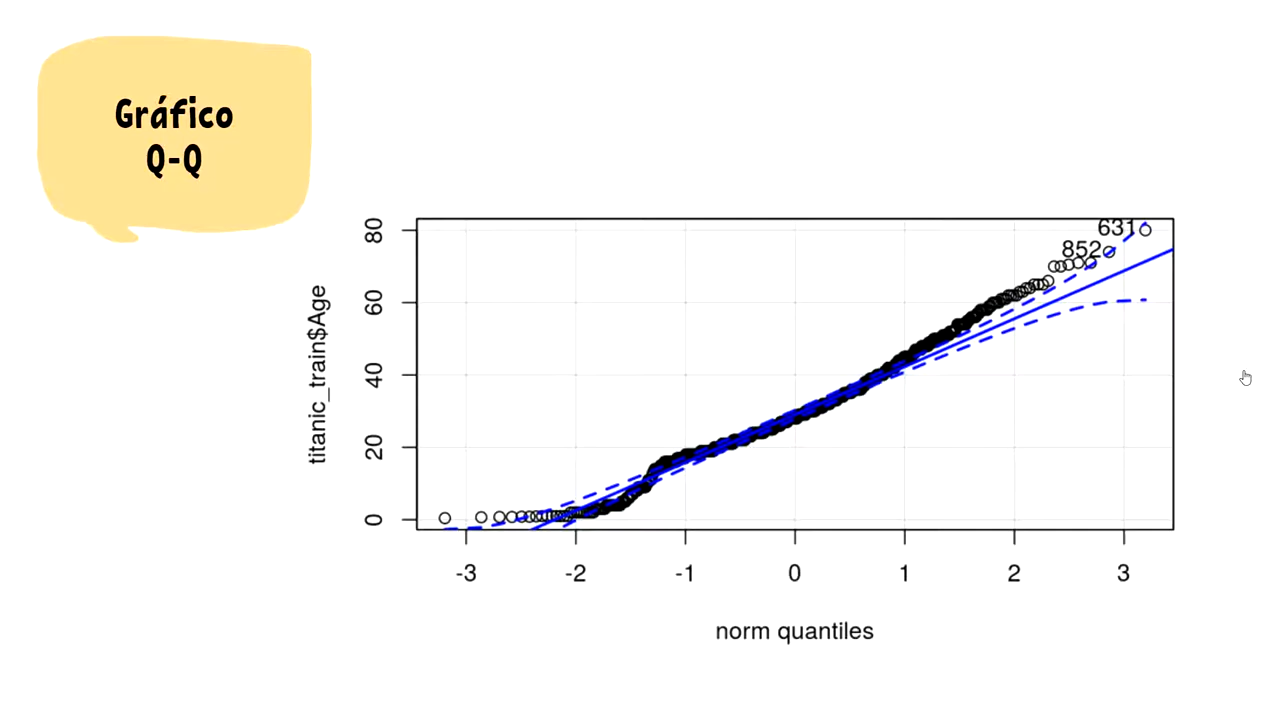 Gráfico
Q-Q
titanic_train$Age
80
60
40
20
0
631
852
-3 -2 -1 0 1 2 3
norm quantiles